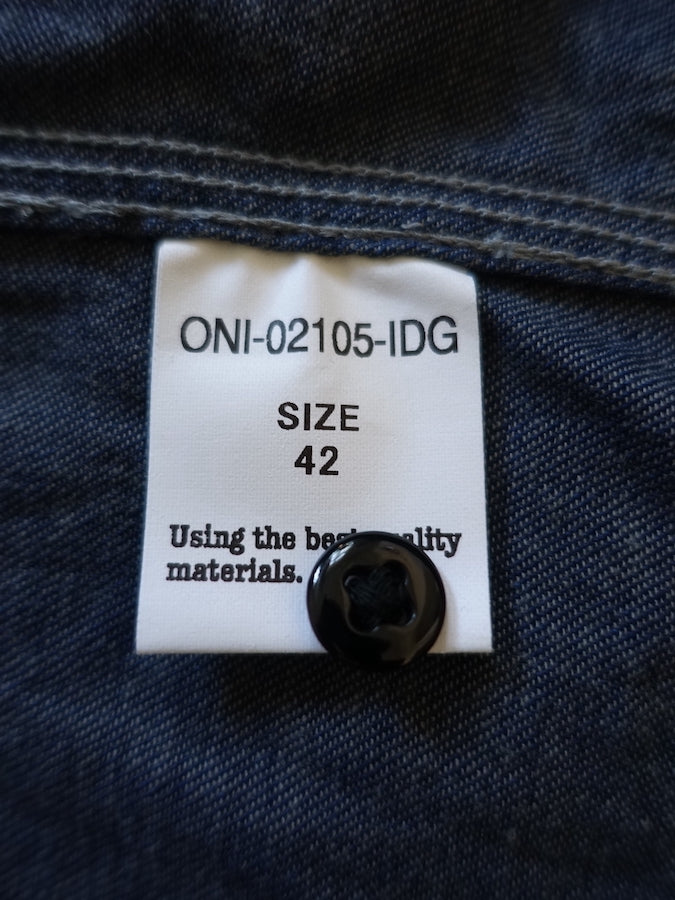 ONI-02105-IDG
SIZE
42
Using the
materials.